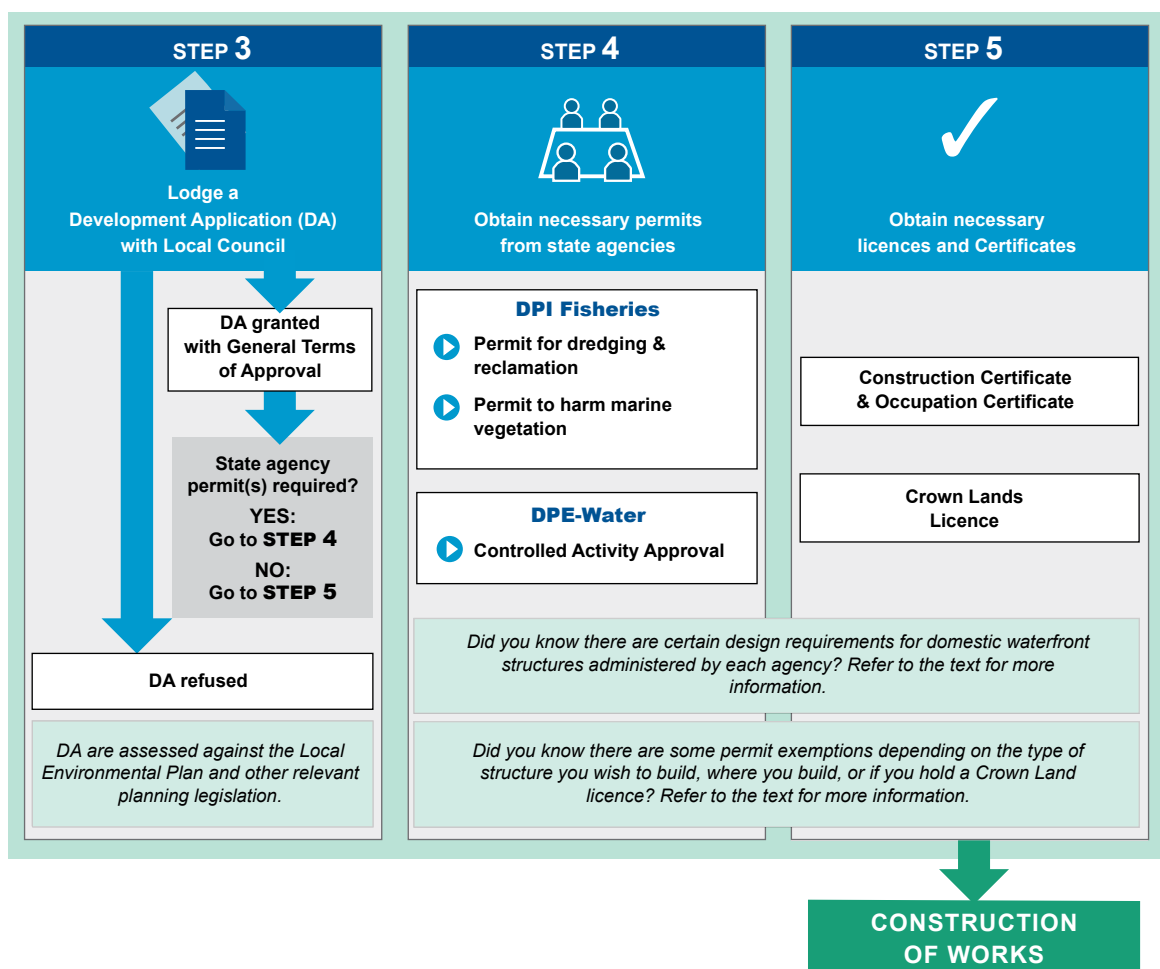 STEP 3
Lodge a
Development Application (DA)
with Local Council
DA granted
with General Terms
of Approval
State agency
permit(s) required?
YES:
Go to STEP 4
NO:
Go to STEP 5
DA refused
DA are assessed against the Local
Environmental Plan and other relevant
planning legislation.
STEP 4
Obtain necessary permits
from state agencies
DPI Fisheries
Permit for dredging &
reclamation
Permit to harm marine
vegetation
DPE-Water
Controlled Activity Approval
STEP 5
Obtain necessary
licences and Certificates
Construction Certificate
& Occupation Certificate
Crown Lands
Licence
Did you know there are certain design requirements for domestic waterfront
structures administered by each agency? Refer to the text for more
information.
Did you know there are some permit exemptions depending on the type of
structure you wish to build, where you build, or if you hold a Crown Land
licence? Refer to the text for more information.
CONSTRUCTION
OF WORKS